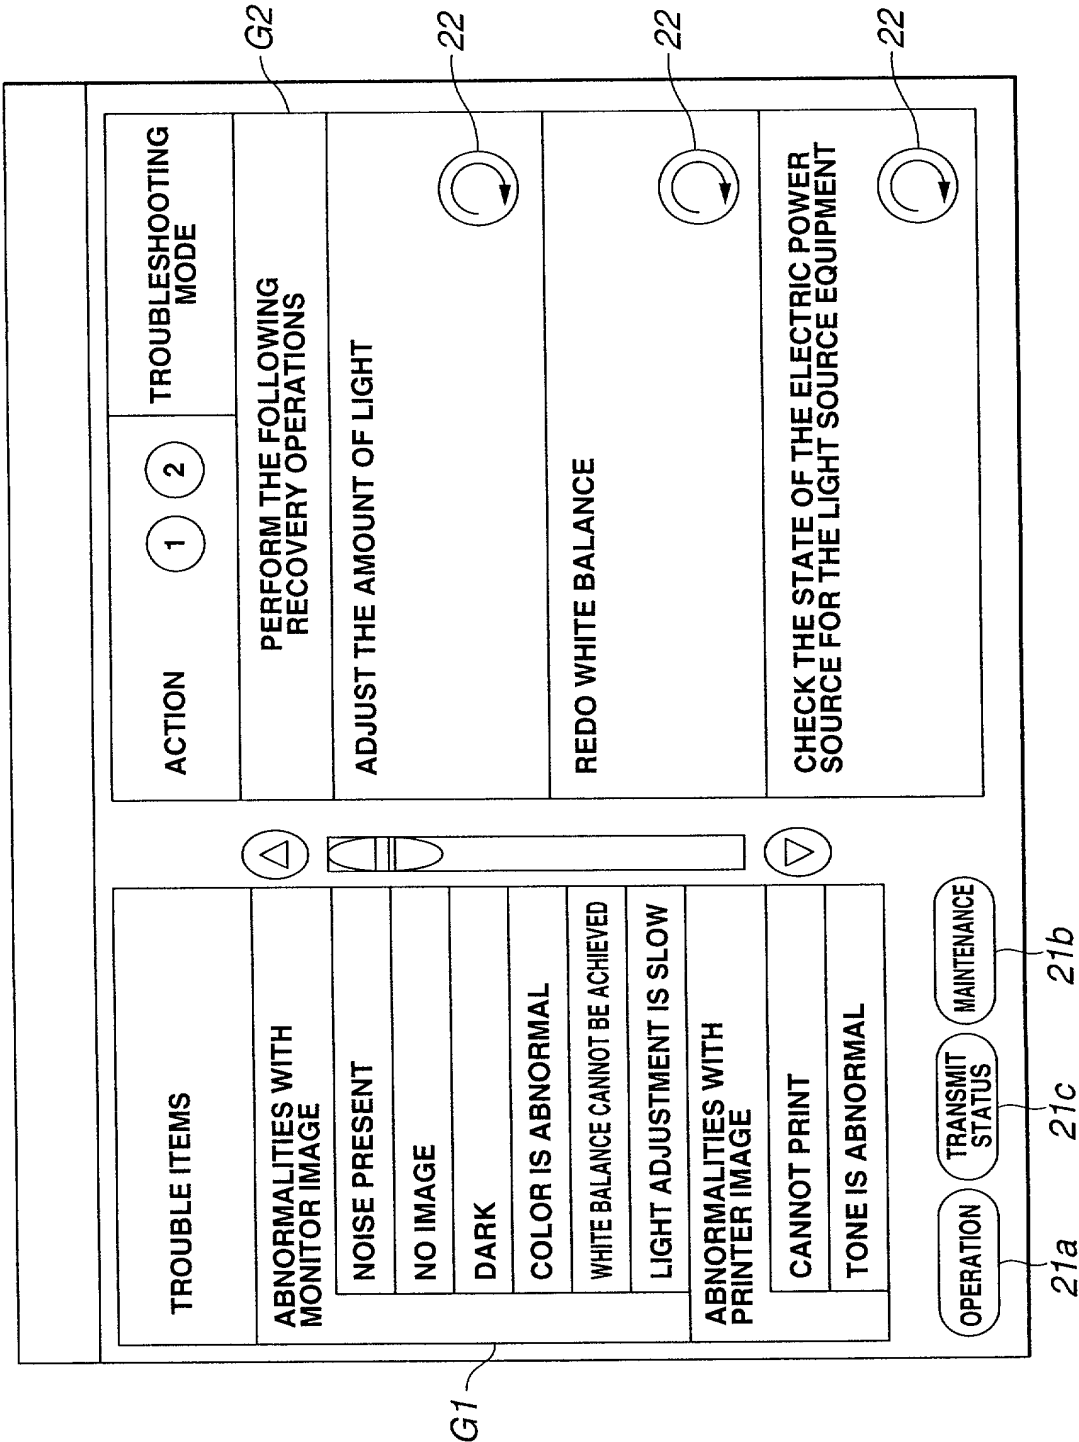 TROUBLE ITEMS
ABNORMALITIES WITH
MONITOR IMAGE
NOISE PRESENT
NO IMAGE
DARK
COLOR IS ABNORMAL
WHITE BALANCE CANNOT BE ACHIEVED
LIGHT ADJUSTMENT IS SLOW
ABNORMALITIES WITH
PRINTER IMAGE
CANNOT PRINT
TONE IS ABNORMAL
G1
ACTION 1 2
TROUBLESHOOTING
MODE
PERFORM THE FOLLOWING
RECOVERY OPERATIONS
G2
ADJUST THE AMOUNT OF LIGHT
22
REDO WHITE BALANCE
22
CHECK THE STATE OF THE ELECTRIC POWER
SOURCE FOR THE LIGHT SOURCE EQUIPMENT
22
OPERATION
TRANSMIT
STATUS
MAINTENANCE
21a
21c
21b